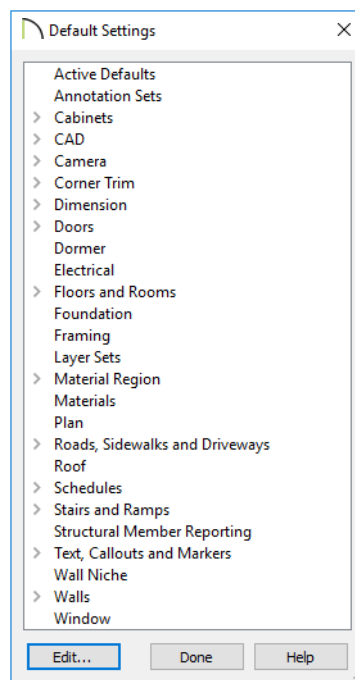 Default Settings
Active Defaults
Annotation Sets
Cabinets
CAD
Camera
Corner Trim
Dimension
Doors
Dormer
Electrical
Floors and Rooms
Foundation
Framing
Layer Sets
Material Region
Materials
Plan
Roads, Sidewalks and Driveways
Roof
Schedules
Stairs and Ramps
Structural Member Reporting
Text, Callouts and Markers
Wall Niche
Walls
Window
Edit... Done Help